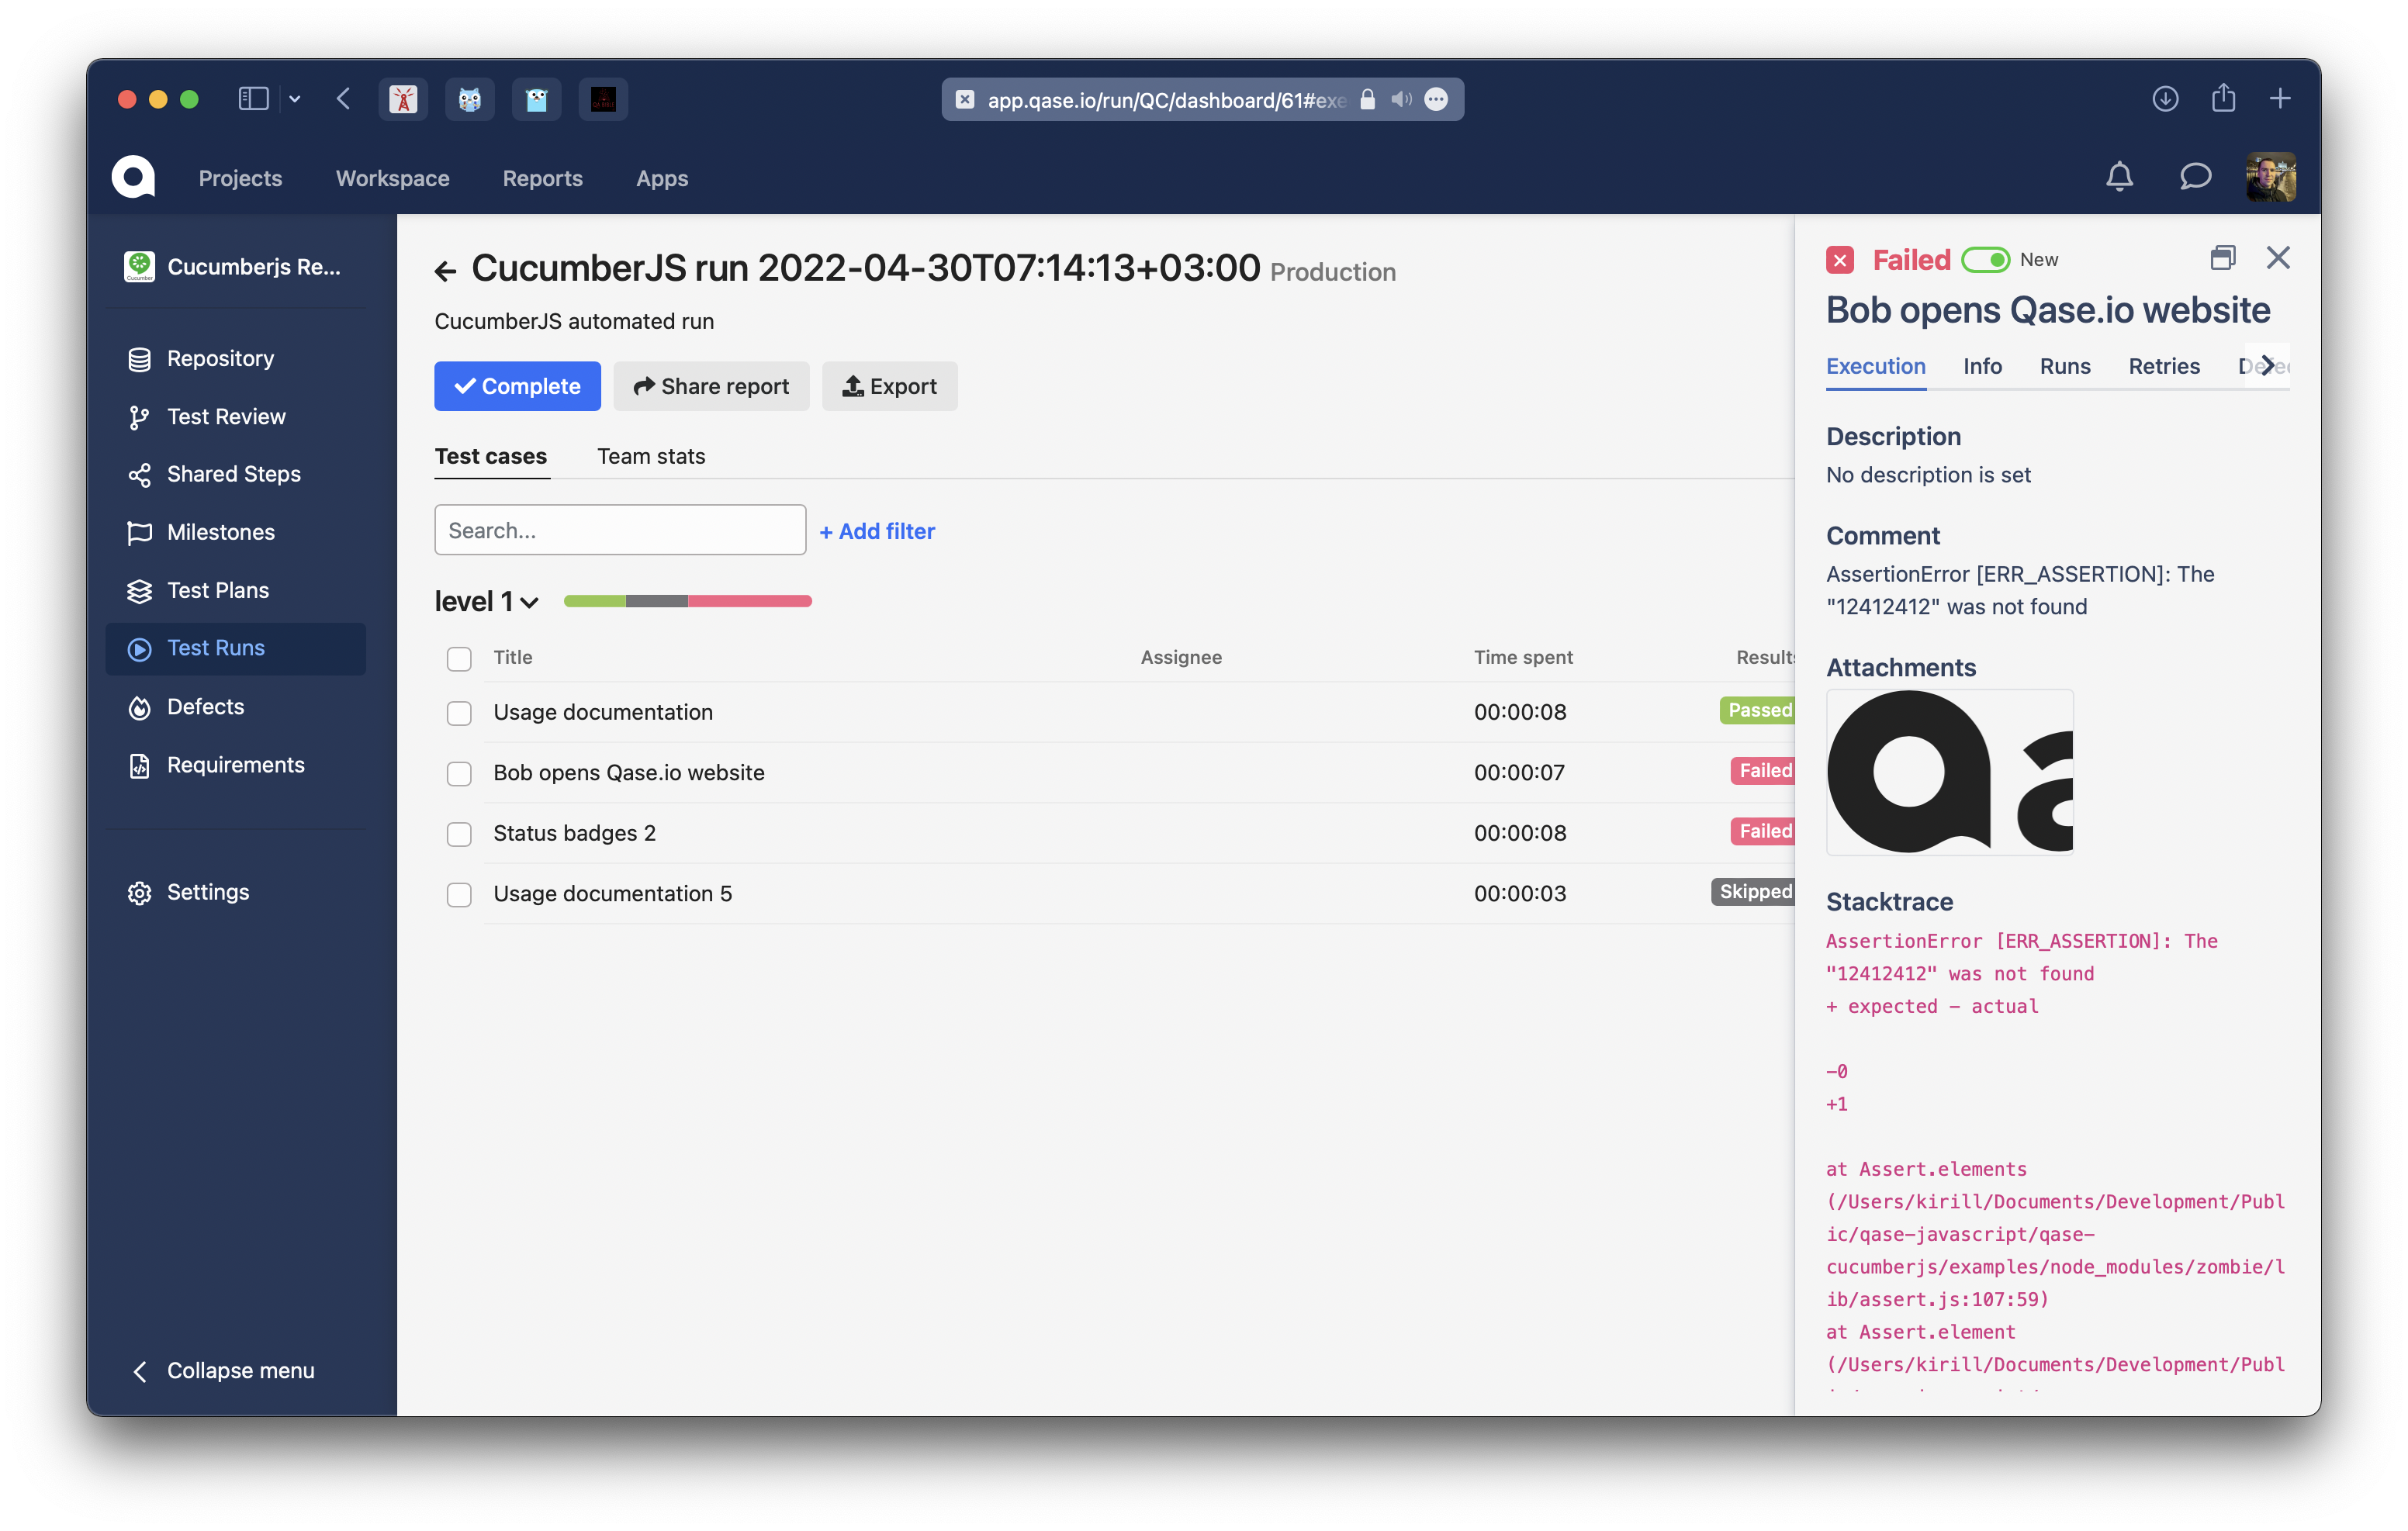 app.qase.io/run/QC/dashboard/61#exe
Projects
Workspace
Reports
Apps
Cucumberjs Re...
Repository
Test Review
Shared Steps
Milestones
Test Plans
Test Runs
Defects
Requirements
Settings
Collapse menu
CucumberJS run 2022-04-30T07:14:13+03:00 Production
CucumberJS automated run
Complete
Share report
Export
Test cases
Team stats
Search...
+ Add filter
level 1
Title
Assignee
Time spent
Results
Usage documentation
00:00:08
Passed
Bob opens Qase.io website
00:00:07
Failed
Status badges 2
00:00:08
Failed
Usage documentation 5
00:00:03
Skipped
Failed
New
Bob opens Qase.io website
Execution
Info
Runs
Retries
Defec
Description
No description is set
Comment
AssertionError [ERR_ASSERTION]: The
"12412412" was not found
Attachments
Stacktrace
AssertionError [ERR_ASSERTION]: The
"12412412" was not found
+ expected - actual
-0
+1
at Assert.elements
(/Users/kirill/Documents/Development/Publ
ic/qase-javascript/qase-
cucumberjs/examples/node_modules/zombie/l
ib/assert.js:107:59)
at Assert.element
(/Users/kirill/Documents/Development/Publ